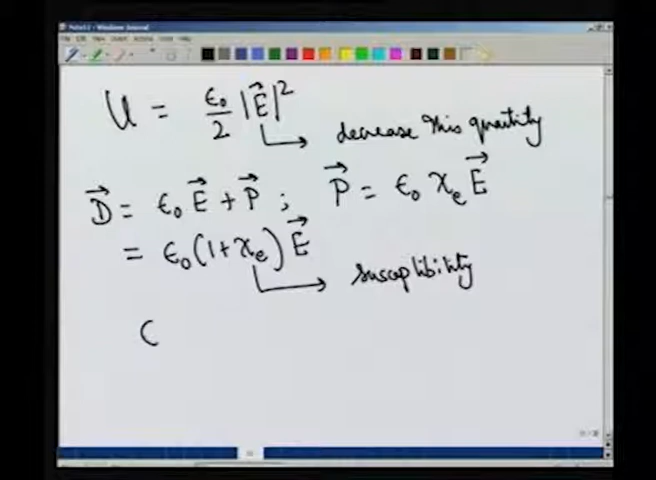 U = ε₀/2 |E⃗|² → decrease this quantity
D⃗ = ε₀ E⃗ + P⃗ ; P⃗ = ε₀ χₑ E⃗
= ε₀ (1 + χₑ) E⃗
→ susceptibility
C